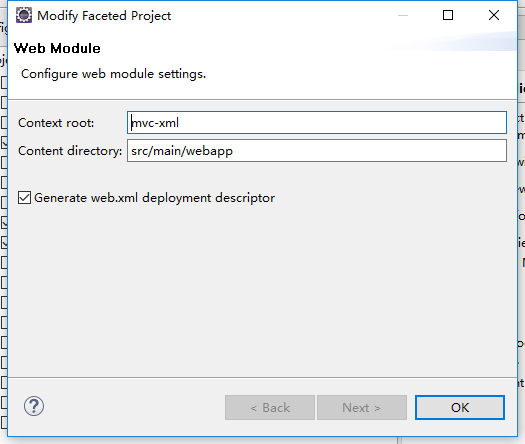 Modify Faceted Project
Web Module
Configure web module settings.
Context root: mvc-xml
Content directory: src/main/webapp
Generate web.xml deployment descriptor
?
< Back Next > OK